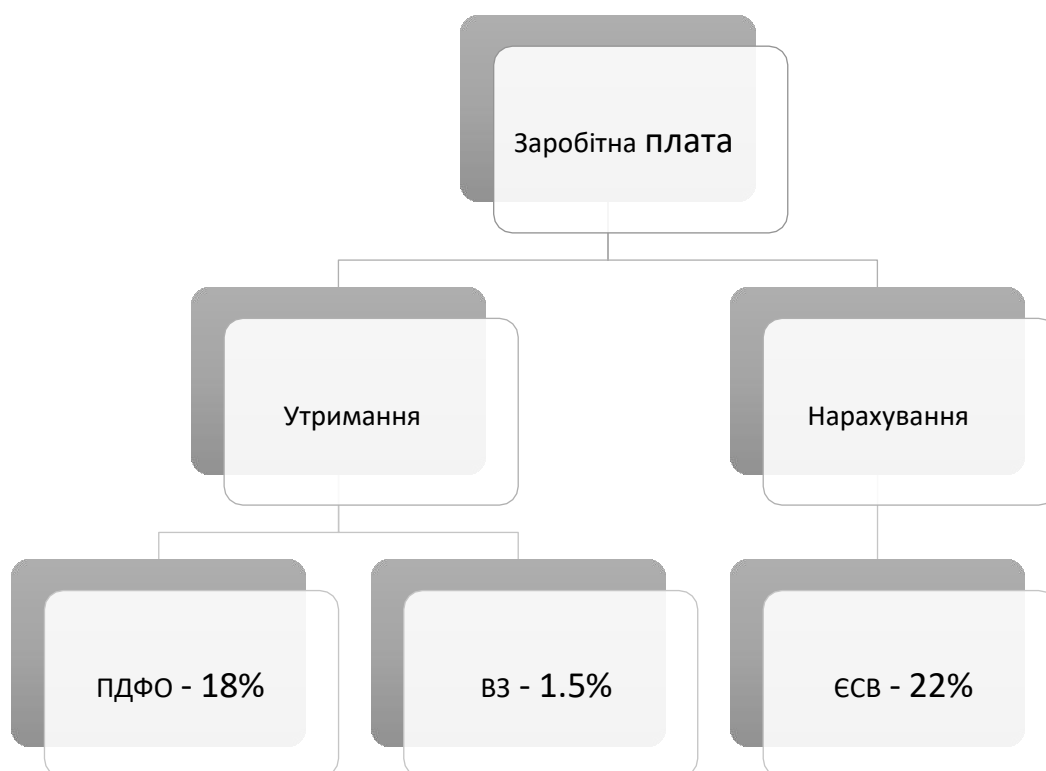 Заробітна плата
Утримання
Нарахування
ПДФО - 18%
ВЗ - 1.5%
ЄСВ - 22%